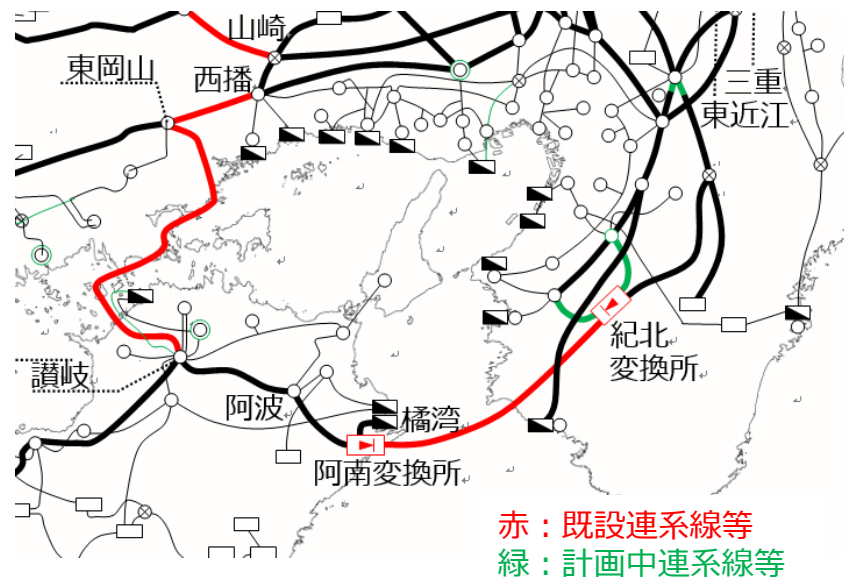 山崎
東岡山
西播
三重
東近江
紀北
変換所
讃岐
阿波
橘湾
阿南変換所
赤：既設連系線等
緑：計画中連系線等